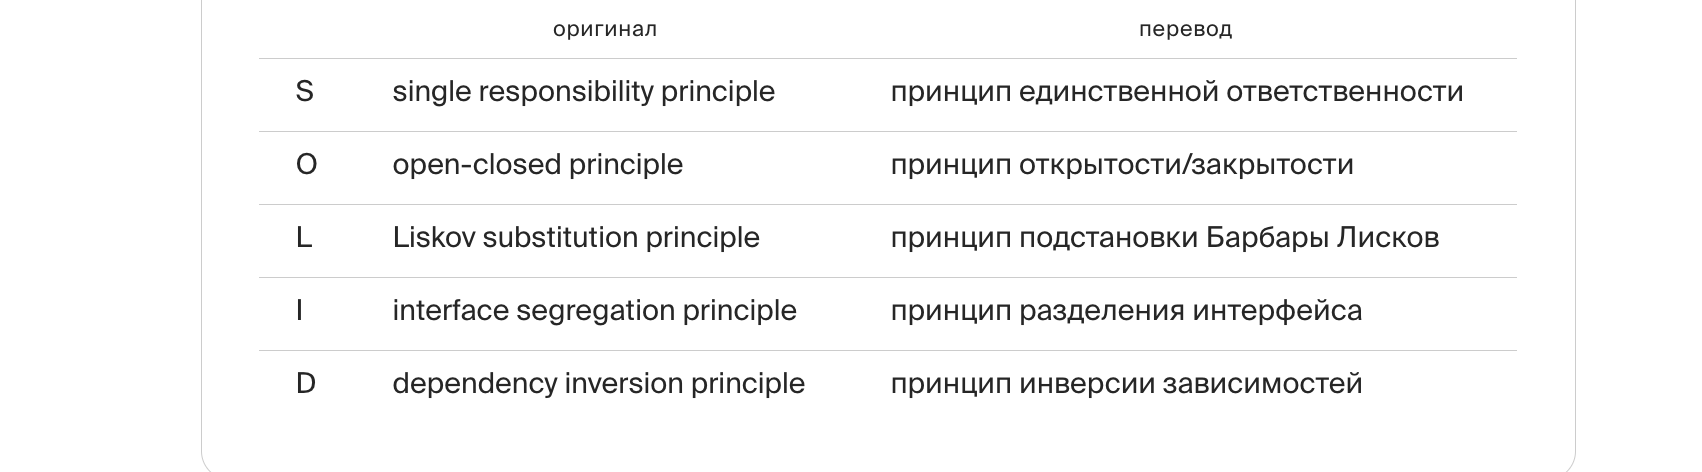 оригинал перевод
S single responsibility principle принцип единственной ответственности
O open-closed principle принцип открытости/закрытости
L Liskov substitution principle принцип подстановки Барбары Лисков
I interface segregation principle принцип разделения интерфейса
D dependency inversion principle принцип инверсии зависимостей